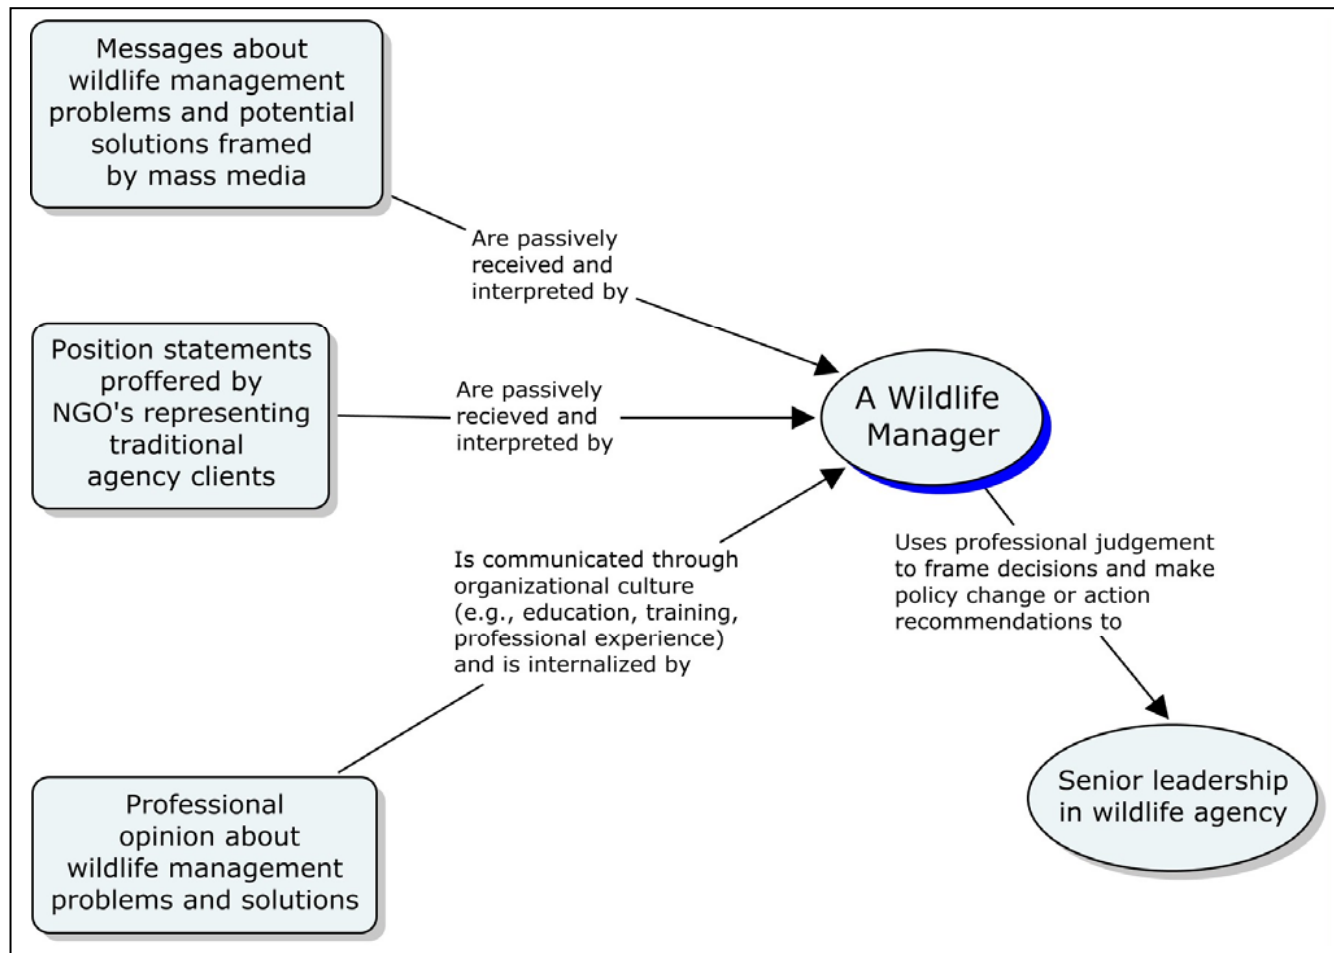 Messages about
wildlife management
problems and potential
solutions framed
by mass media
Are passively
received and
interpreted by
Position statements
proffered by
NGO's representing
traditional
agency clients
Are passively
recieved and
interpreted by
A Wildlife
Manager
Is communicated through
organizational culture
(e.g., education, training,
professional experience)
and is internalized by
Uses professional judgement
to frame decisions and make
policy change or action
recommendations to
Professional
opinion about
wildlife management
problems and solutions
Senior leadership
in wildlife agency